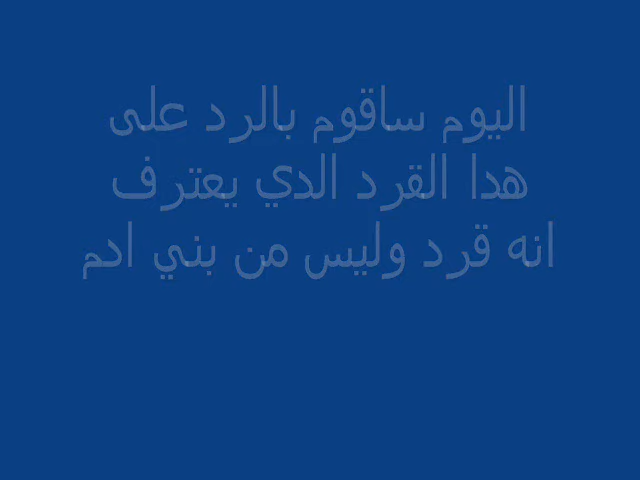 اليوم ساقوم بالرد على
هدا القرد الدي يعترف
انه قرد وليس من بني ادم